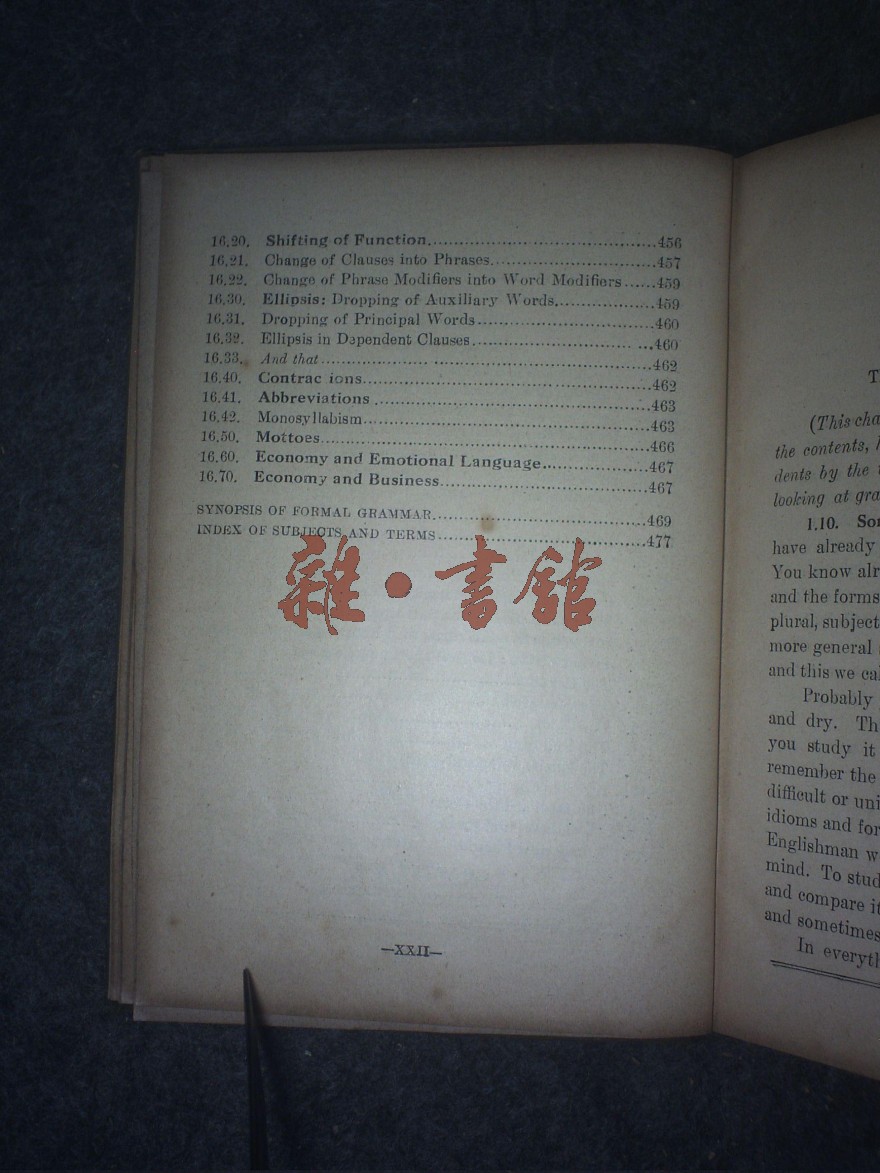 16.20. Shifting of Function.......................................456
16.21. Change of Clauses into Phrases............................457
16.22. Change of Phrase Modifiers into Word Modifiers......459
16.30. Ellipsis: Dropping of Auxiliary Words.................459
16.31. Dropping of Principal Words...............................460
16.32. Ellipsis in Dependent Clauses..............................460
16.33. And that........................................................462
16.40. Contrac ions..................................................462
16.41. Abbreviations ................................................463
16.42. Monosyllabism.................................................463
16.50. Mottoes.........................................................466
16.60. Economy and Emotional Language...................467
16.70. Economy and Business....................................467
SYNOPSIS OF FORMAL GRAMMAR....................................469
INDEX OF SUBJECTS AND TERMS....................................477
雜·書館
—XXII—
T
(This cha
the contents,
dents by the
looking at gra
1.10. Som
have already
You know alr
and the forms
plural, subject
more general
and this we cal
Probably
and dry. Th
you study it
remember the
difficult or uni
idioms and for
Englishman w
mind. To stud
and compare it
and sometimes
In everyth